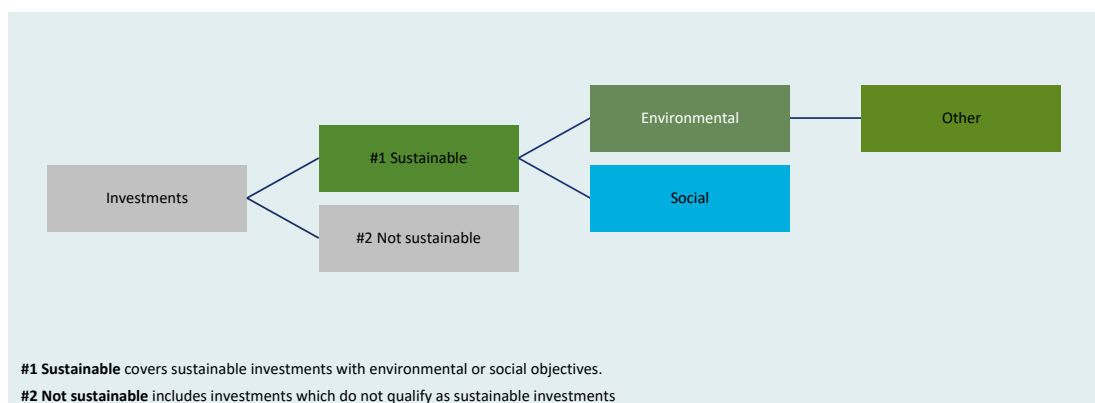 Environmental
Other
#1 Sustainable
Investments
Social
#2 Not sustainable
#1 Sustainable covers sustainable investments with environmental or social objectives.
#2 Not sustainable includes investments which do not qualify as sustainable investments